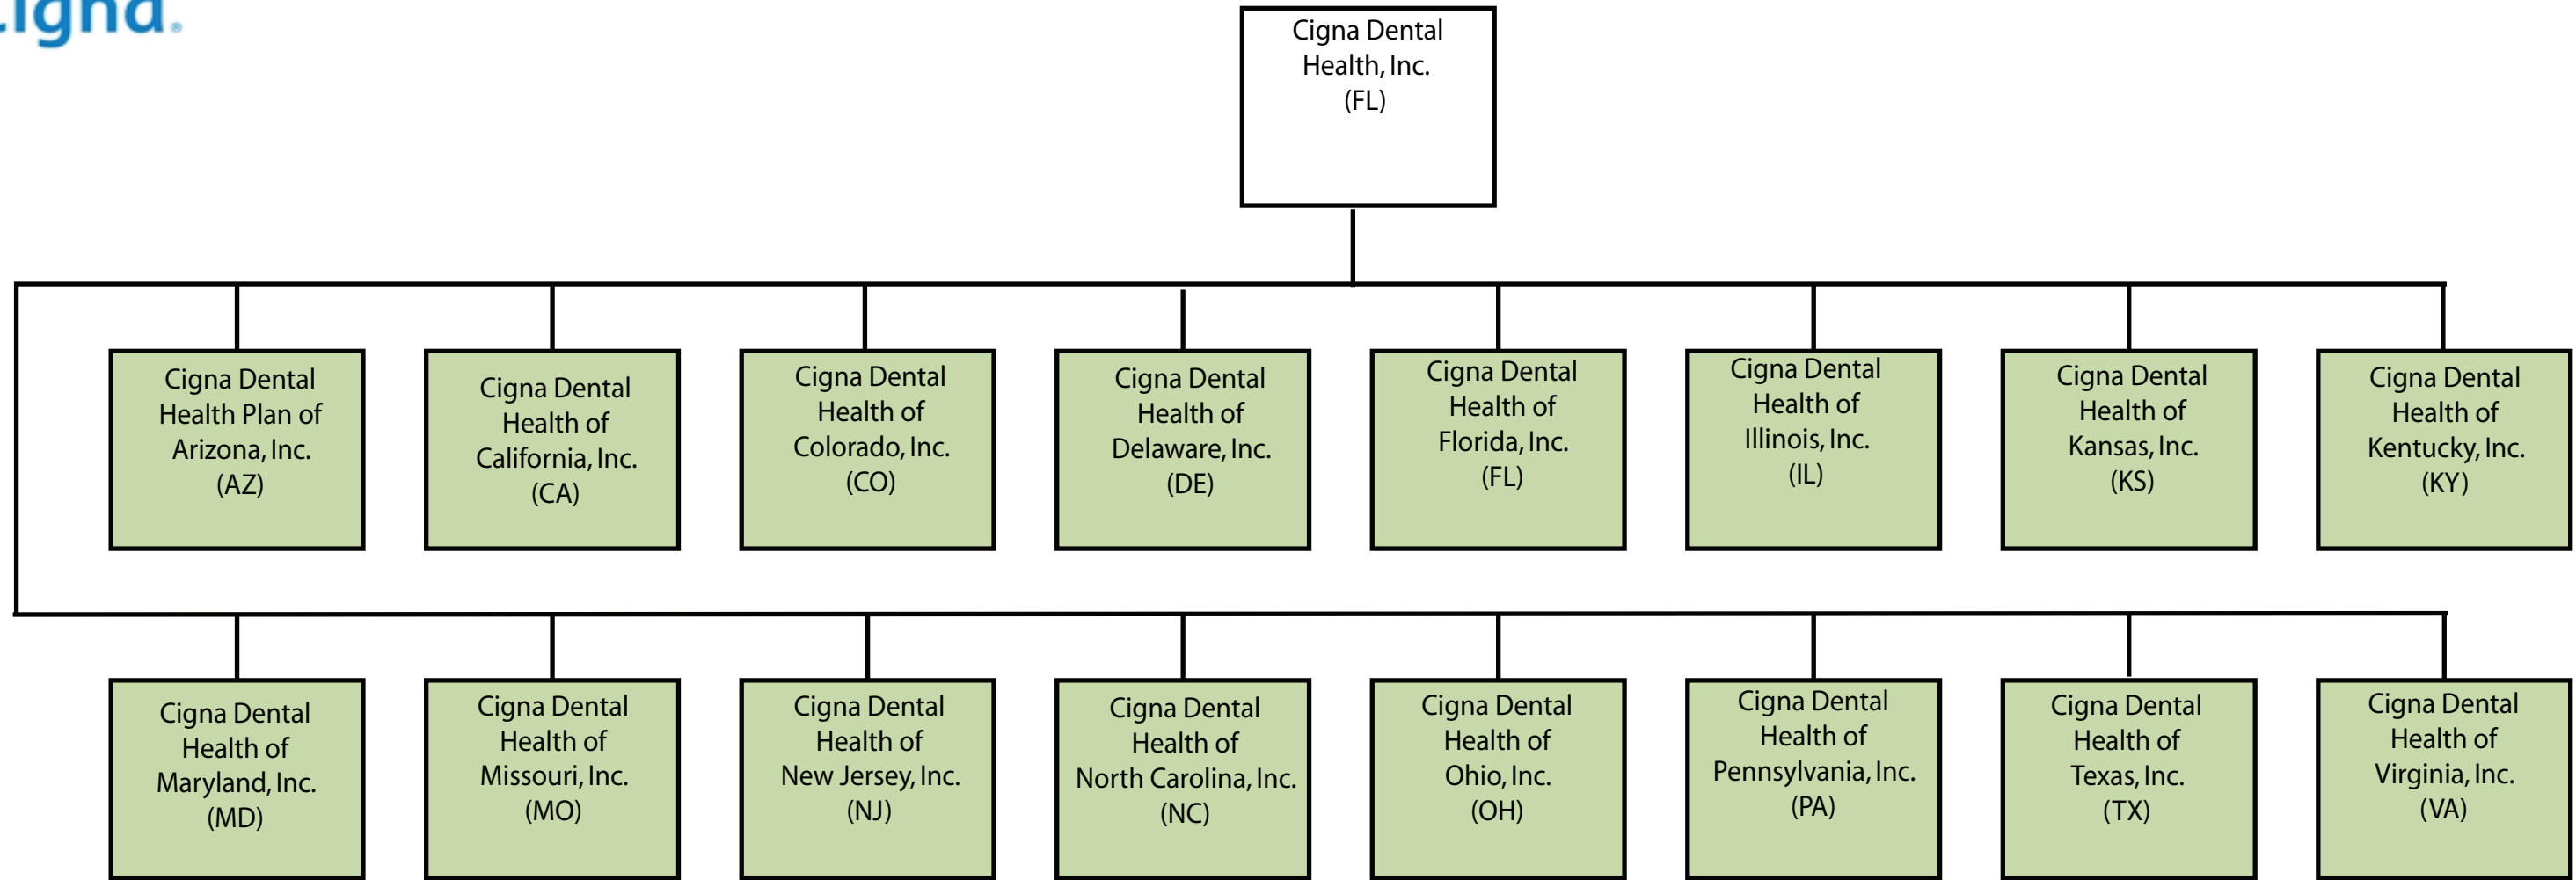 Cigna Dental
Health, Inc.
(FL)
Cigna Dental
Health Plan of
Arizona, Inc.
(AZ)
Cigna Dental
Health of
California, Inc.
(CA)
Cigna Dental
Health of
Colorado, Inc.
(CO)
Cigna Dental
Health of
Delaware, Inc.
(DE)
Cigna Dental
Health of
Florida, Inc.
(FL)
Cigna Dental
Health of
Illinois, Inc.
(IL)
Cigna Dental
Health of
Kansas, Inc.
(KS)
Cigna Dental
Health of
Kentucky, Inc.
(KY)
Cigna Dental
Health of
Maryland, Inc.
(MD)
Cigna Dental
Health of
Missouri, Inc.
(MO)
Cigna Dental
Health of
New Jersey, Inc.
(NJ)
Cigna Dental
Health of
North Carolina, Inc.
(NC)
Cigna Dental
Health of
Ohio, Inc.
(OH)
Cigna Dental
Health of
Pennsylvania, Inc.
(PA)
Cigna Dental
Health of
Texas, Inc.
(TX)
Cigna Dental
Health of
Virginia, Inc.
(VA)